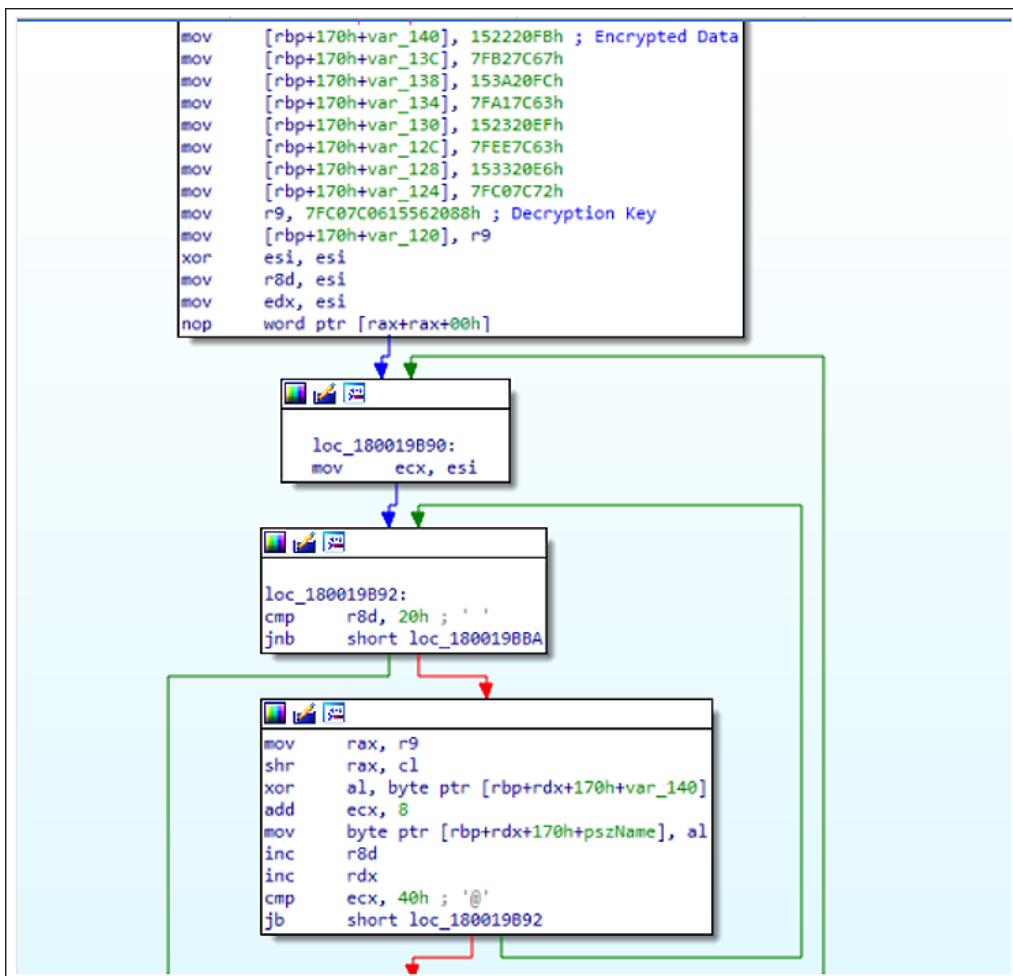 mov [rbp+170h+var_140], 152220FBh ; Encrypted Data
mov [rbp+170h+var_13C], 7FB27C67h
mov [rbp+170h+var_138], 153A20FCh
mov [rbp+170h+var_134], 7FA17C63h
mov [rbp+170h+var_130], 152320EFh
mov [rbp+170h+var_12C], 7FEE7C63h
mov [rbp+170h+var_128], 153320E6h
mov [rbp+170h+var_124], 7FC07C72h
mov r9, 7FC07C0615562088h ; Decryption Key
mov [rbp+170h+var_120], r9
xor esi, esi
mov r8d, esi
mov edx, esi
nop word ptr [rax+rax+00h]
loc_180019B90:
mov ecx, esi
loc_180019B92:
cmp r8d, 20h ; ' '
jnb short loc_180019BBA
mov rax, r9
shr rax, cl
xor al, byte ptr [rbp+rdx+170h+var_140]
add ecx, 8
mov byte ptr [rbp+rdx+170h+pszName], al
inc r8d
inc rdx
cmp ecx, 40h ; '@'
jb short loc_180019B92